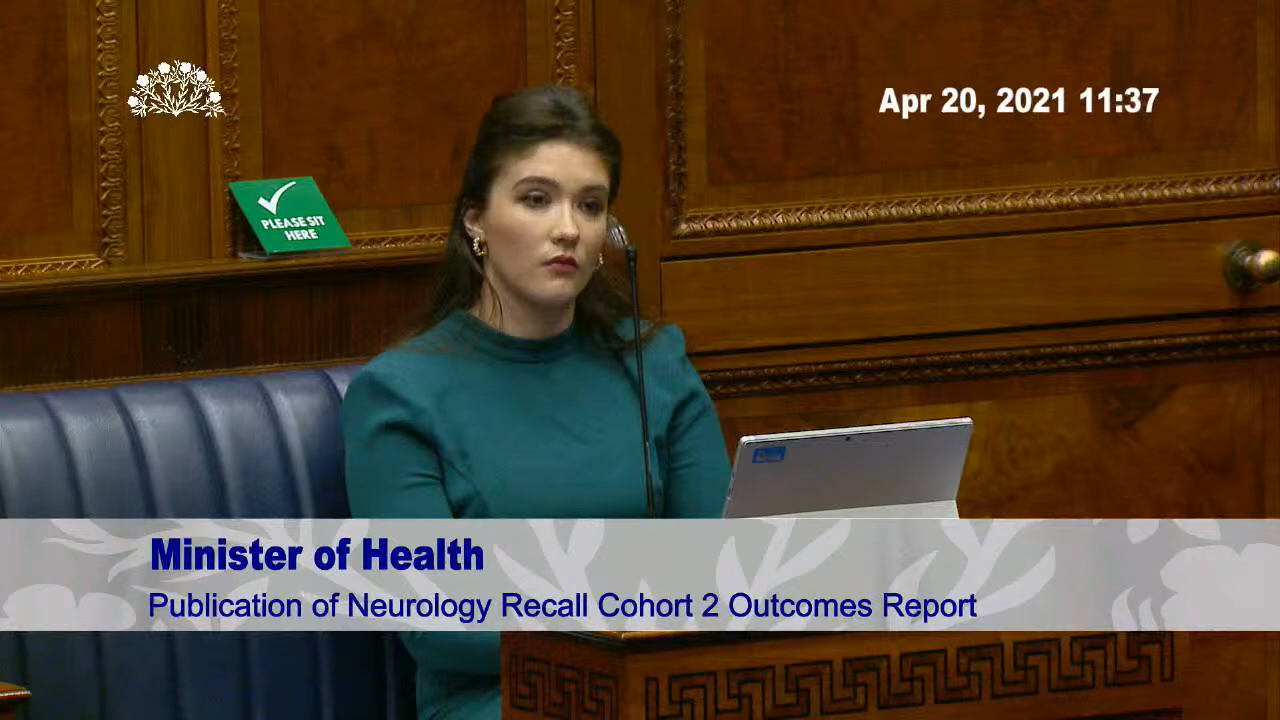 Apr 20, 2021 11:37
PLEASE SIT
HERE
Minister of Health
Publication of Neurology Recall Cohort 2 Outcomes Report